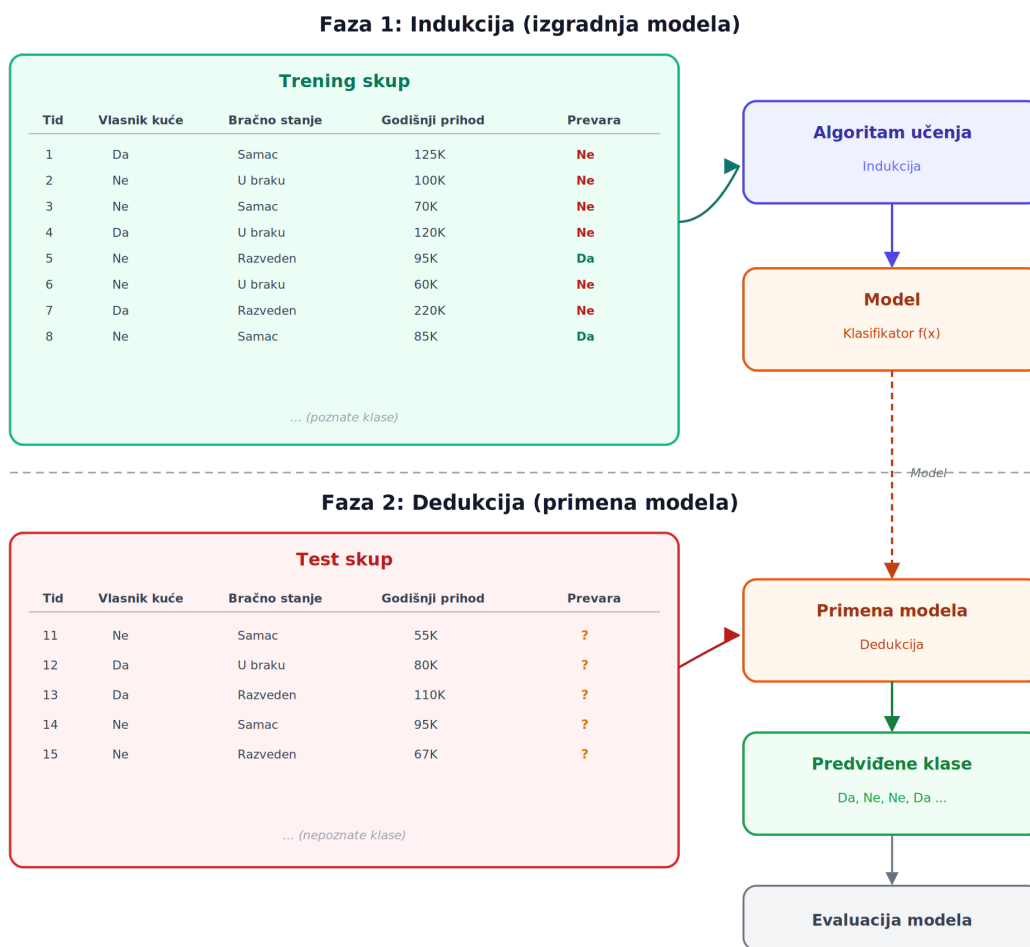 Faza 1: Indukcija (izgradnja modela)
Trening skup
Tid Vlasnik kuće Bračno stanje Godišnji prihod Prevara
1 Da Samac 125K Ne
2 Ne U braku 100K Ne
3 Ne Samac 70K Ne
4 Da U braku 120K Ne
5 Ne Razveden 95K Da
6 Ne U braku 60K Ne
7 Da Razveden 220K Ne
8 Ne Samac 85K Da
... (poznate klase)
Algoritam učenja
Indukcija
Model
Klasifikator f(x)
Model
Faza 2: Dedukcija (primena modela)
Test skup
Tid Vlasnik kuće Bračno stanje Godišnji prihod Prevara
11 Ne Samac 55K ?
12 Da U braku 80K ?
13 Da Razveden 110K ?
14 Ne Samac 95K ?
15 Ne Razveden 67K ?
... (nepoznate klase)
Primena modela
Dedukcija
Predviđene klase
Da, Ne, Ne, Da ...
Evaluacija modela